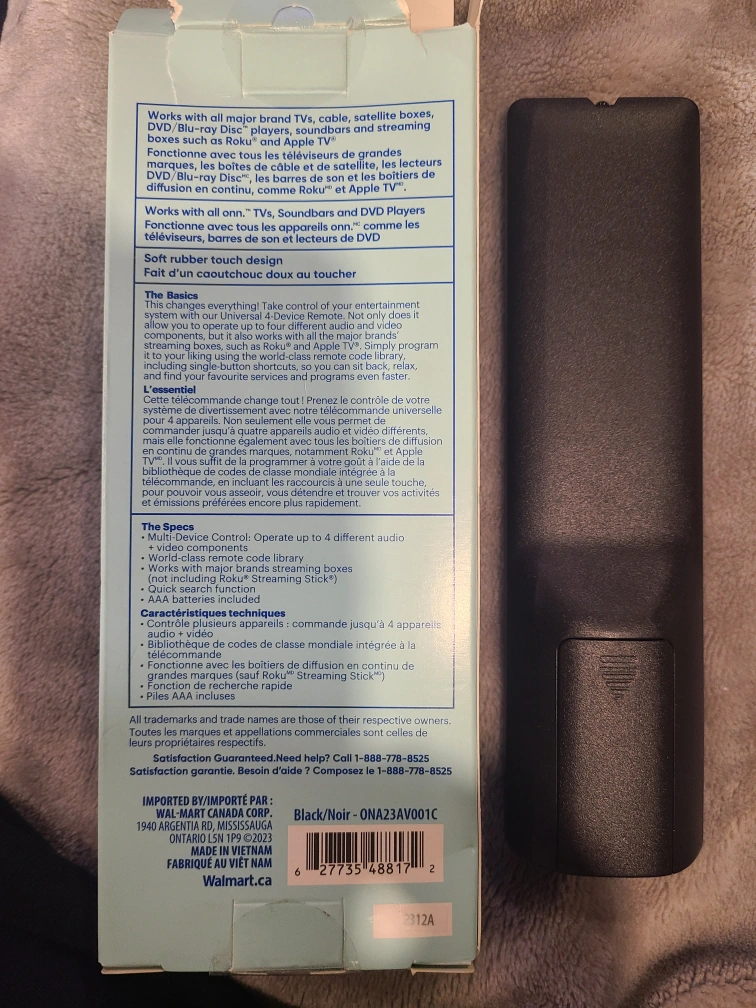 Works with all major brand TVs, cable, satellite boxes,
DVD/Blu-ray Disc™ players, soundbars and streaming
boxes such as Roku® and Apple TV®
Fonctionne avec tous les téléviseurs de grandes
marques, les boîtes de câble et de satellite, les lecteurs
DVD/Blu-ray Disc MC, les barres de son et les boîtiers de
diffusion en continu, comme Roku MD et Apple TV MD.
Works with all onn.™ TVs, Soundbars and DVD Players
Fonctionne avec tous les appareils onn. MC comme les
téléviseurs, barres de son et lecteurs de DVD
Soft rubber touch design
Fait d'un caoutchouc doux au toucher
The Basics
This changes everything! Take control of your entertainment
system with our Universal 4-Device Remote. Not only does it
allow you to operate up to four different audio and video
components, but it also works with all the major brands'
streaming boxes, such as Roku® and Apple TV®. Simply program
it to your liking using the world-class remote code library,
including single-button shortcuts, so you can sit back, relax,
and find your favourite services and programs even faster.
L'essentiel
Cette télécommande change tout ! Prenez le contrôle de votre
système de divertissement avec notre télécommande universelle
pour 4 appareils. Non seulement elle vous permet de
commander jusqu'à quatre appareils audio et vidéo différents,
mais elle fonctionne également avec tous les boîtiers de diffusion
en continu de grandes marques, notamment Roku MD et Apple
TV MD. Il vous suffit de la programmer à votre goût à l'aide de la
bibliothèque de codes de classe mondiale intégrée à la
télécommande, en incluant les raccourcis à une seule touche,
pour pouvoir vous asseoir, vous détendre et trouver vos activités
et émissions préférées encore plus rapidement.
The Specs
• Multi-Device Control: Operate up to 4 different audio
+ video components
• World-class remote code library
• Works with major brands streaming boxes
(not including Roku® Streaming Stick®)
• Quick search function
• AAA batteries included
Caractéristiques techniques
• Contrôle plusieurs appareils : commande jusqu'à 4 appareils
audio + vidéo
• Bibliothèque de codes de classe mondiale intégrée à la
télécommande
• Fonctionne avec les boîtiers de diffusion en continu de
grandes marques (sauf Roku MD Streaming Stick MD)
• Fonction de recherche rapide
• Piles AAA incluses
All trademarks and trade names are those of their respective owners.
Toutes les marques et appellations commerciales sont celles de
leurs propriétaires respectifs.
Satisfaction Guaranteed.Need help? Call 1-888-778-8525
Satisfaction garantie. Besoin d'aide ? Composez le 1-888-778-8525
IMPORTED BY/IMPORTÉ PAR :
WAL-MART CANADA CORP.
1940 ARGENTIA RD, MISSISSAUGA
ONTARIO L5N 1P9 ©2023
MADE IN VIETNAM
FABRIQUÉ AU VIÊT NAM
Walmart.ca
Black/Noir - ONA23AV001C
6 27735 48817 2
2312A